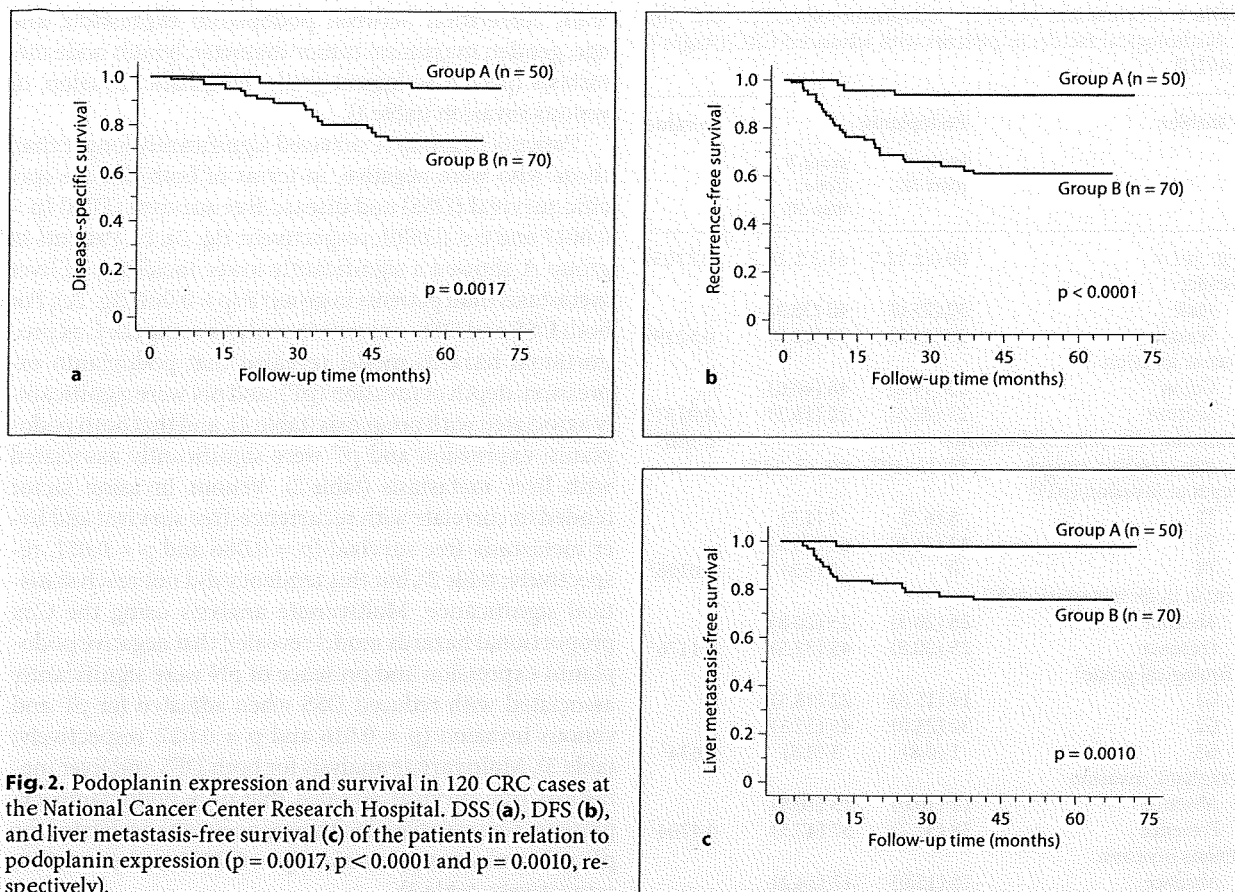 Disease-specific survival
1.0
0.8
0.6
0.4
0.2
0
Group A (n = 50)
Group B (n = 70)
p = 0.0017
0 15 30 45 60 75
Follow-up time (months)
a
Recurrence-free survival
1.0
0.8
0.6
0.4
0.2
0
Group A (n = 50)
Group B (n = 70)
p < 0.0001
0 15 30 45 60 75
Follow-up time (months)
b
Liver metastasis-free survival
1.0
0.8
0.6
0.4
0.2
0
Group A (n = 50)
Group B (n = 70)
p = 0.0010
0 15 30 45 60 75
Follow-up time (months)
c
Fig. 2. Podoplanin expression and survival in 120 CRC cases at
the National Cancer Center Research Hospital. DSS (a), DFS (b),
and liver metastasis-free survival (c) of the patients in relation to
podoplanin expression (p = 0.0017, p < 0.0001 and p = 0.0010, re-
spectively).